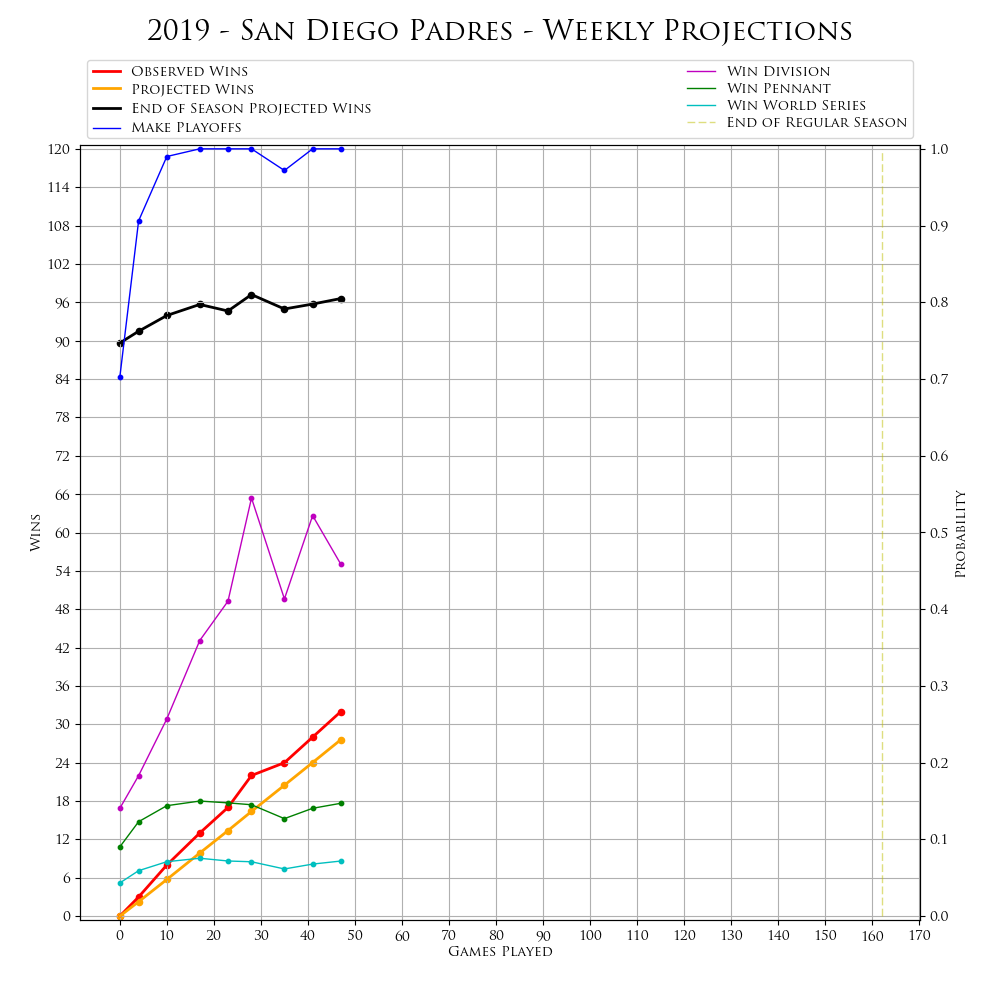 2019 - San Diego Padres - Weekly Projections
Observed Wins
Projected Wins
End of Season Projected Wins
Make Playoffs
Win Division
Win Pennant
Win World Series
End of Regular Season
120
114
108
102
96
90
84
78
72
66
60
54
48
42
36
30
24
18
12
6
0
Wins
1.0
0.9
0.8
0.7
0.6
0.5
0.4
0.3
0.2
0.1
0.0
Probability
0 10 20 30 40 50 60 70 80 90 100 110 120 130 140 150 160 170
Games Played